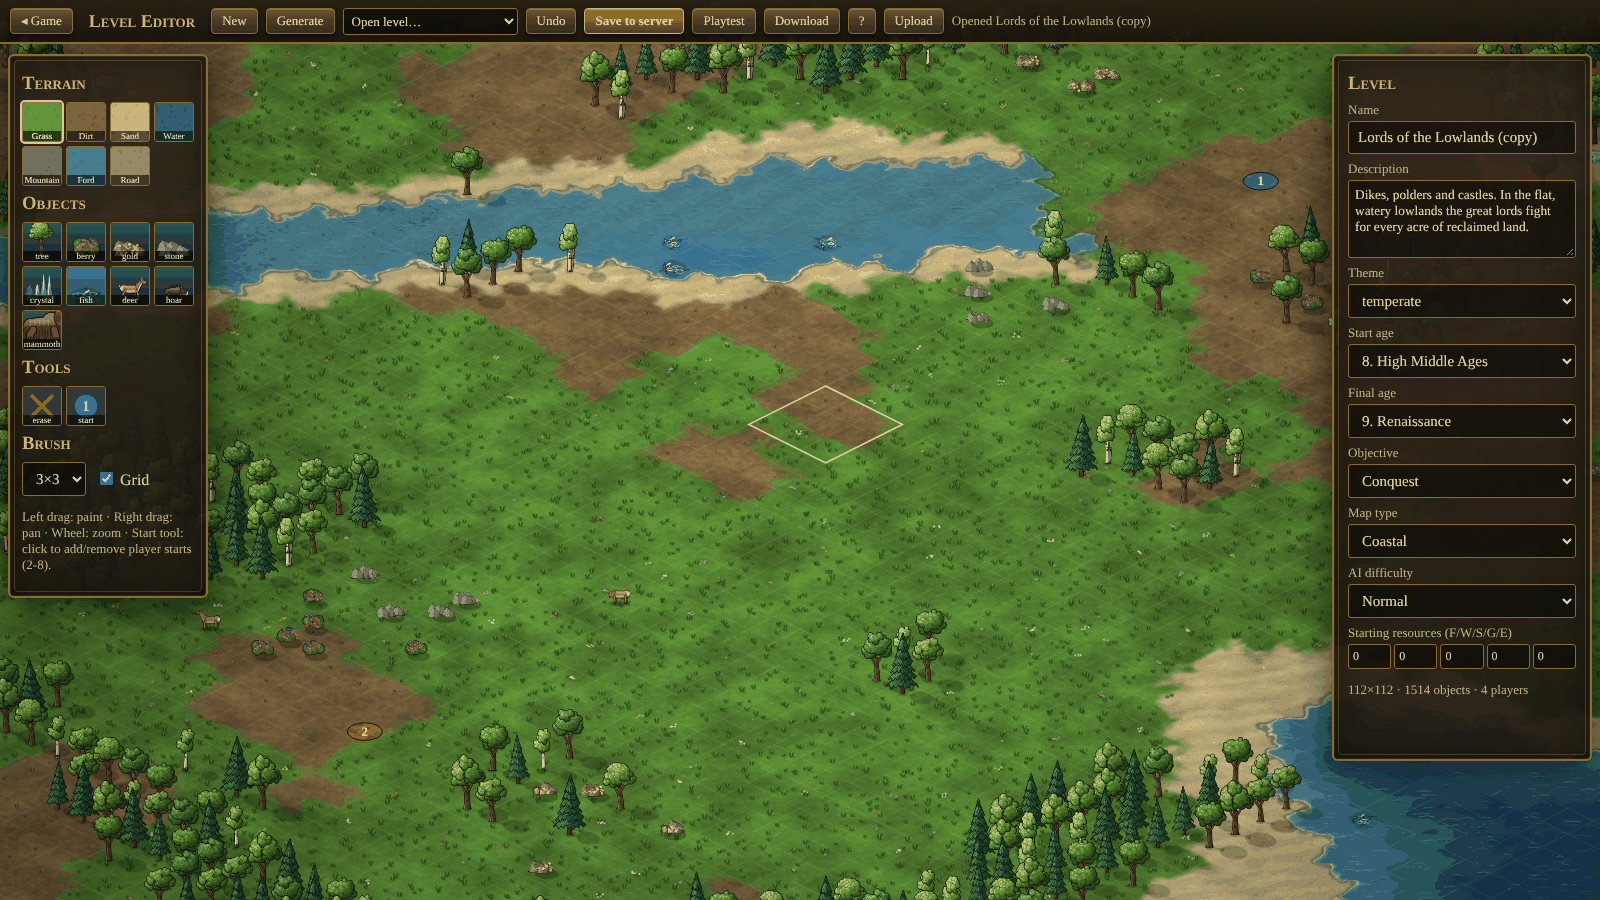 ◂ Game
Level Editor
New
Generate
Open level…
Undo
Save to server
Playtest
Download
?
Upload
Opened Lords of the Lowlands (copy)
Terrain
Grass
Dirt
Sand
Water
Mountain
Ford
Road
Objects
tree
berry
gold
stone
crystal
fish
deer
boar
mammoth
Tools
erase
1
start
Brush
3×3
Grid
Left drag: paint · Right drag:
pan · Wheel: zoom · Start tool:
click to add/remove player starts
(2-8).
1
2
Level
Name
Lords of the Lowlands (copy)
Description
Dikes, polders and castles. In the flat,
watery lowlands the great lords fight
for every acre of reclaimed land.
Theme
temperate
Start age
8. High Middle Ages
Final age
9. Renaissance
Objective
Conquest
Map type
Coastal
AI difficulty
Normal
Starting resources (F/W/S/G/E)
0 0 0 0 0
112×112 · 1514 objects · 4 players